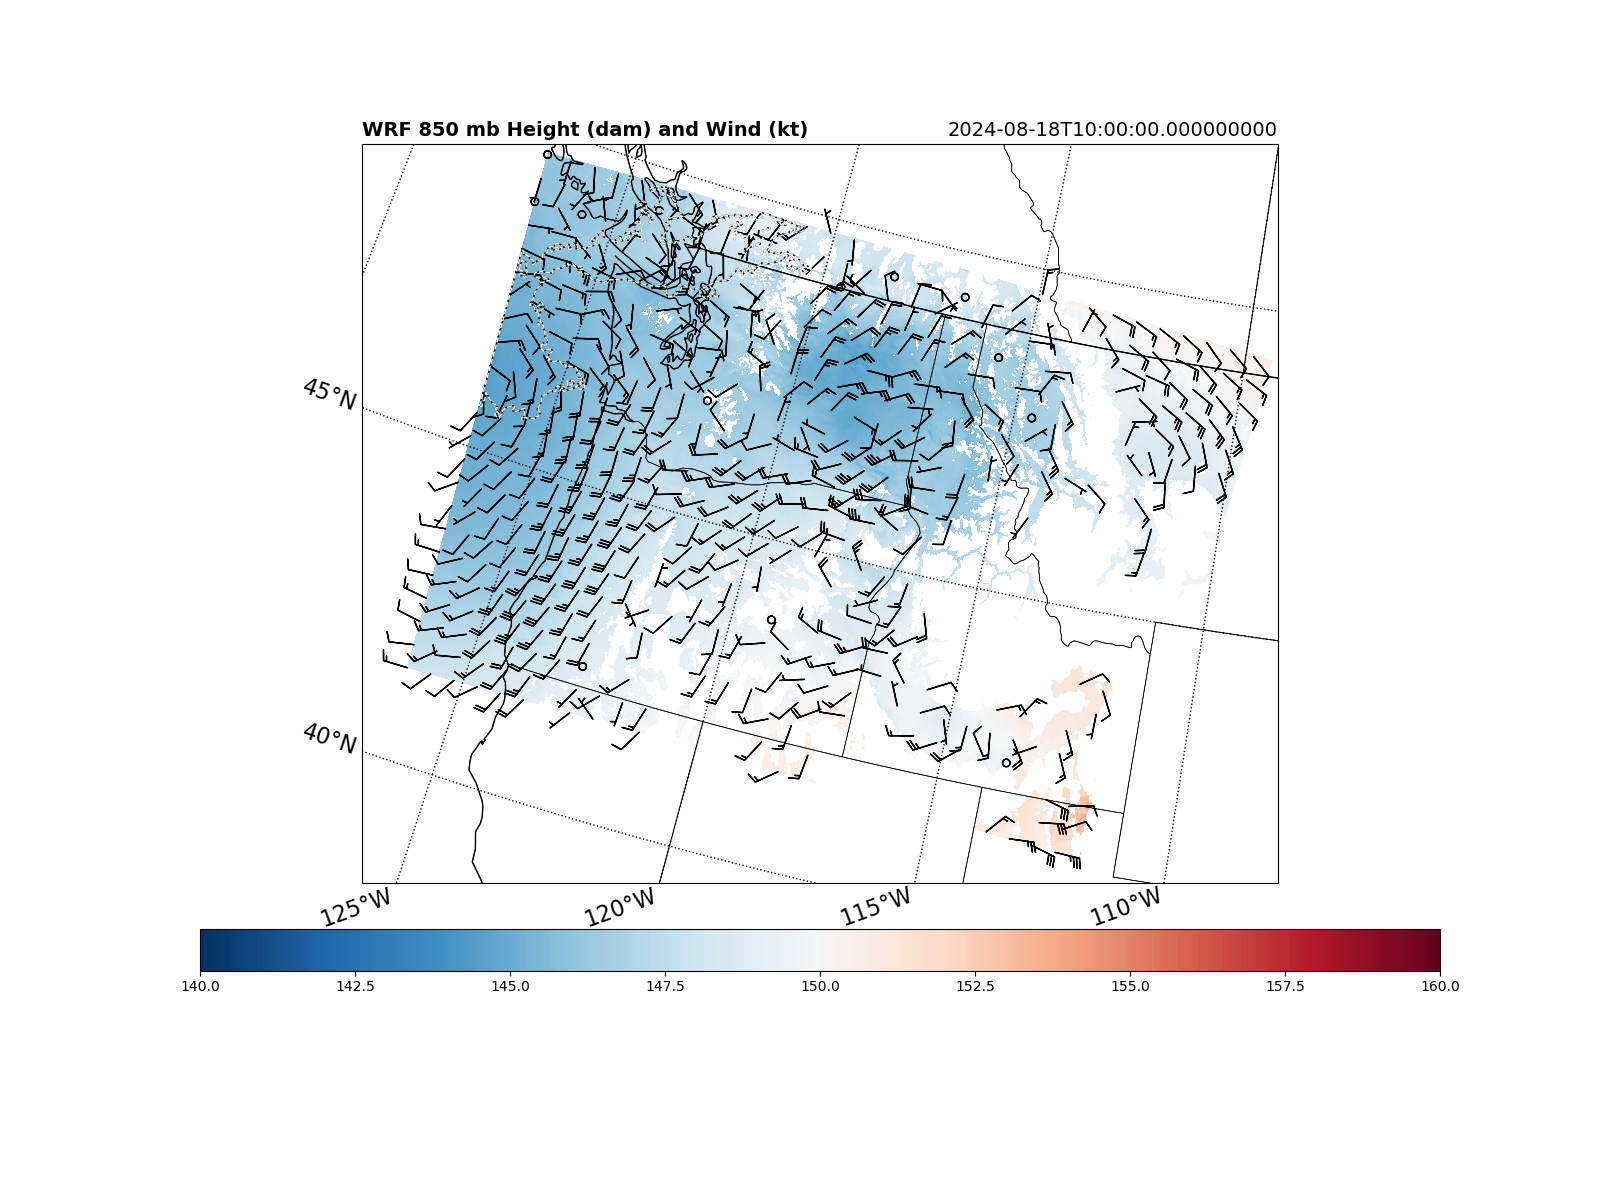 WRF 850 mb Height (dam) and Wind (kt)
2024-08-18T10:00:00.000000000
45°N
40°N
125°W
120°W
115°W
110°W
140.0
142.5
145.0
147.5
150.0
152.5
155.0
157.5
160.0